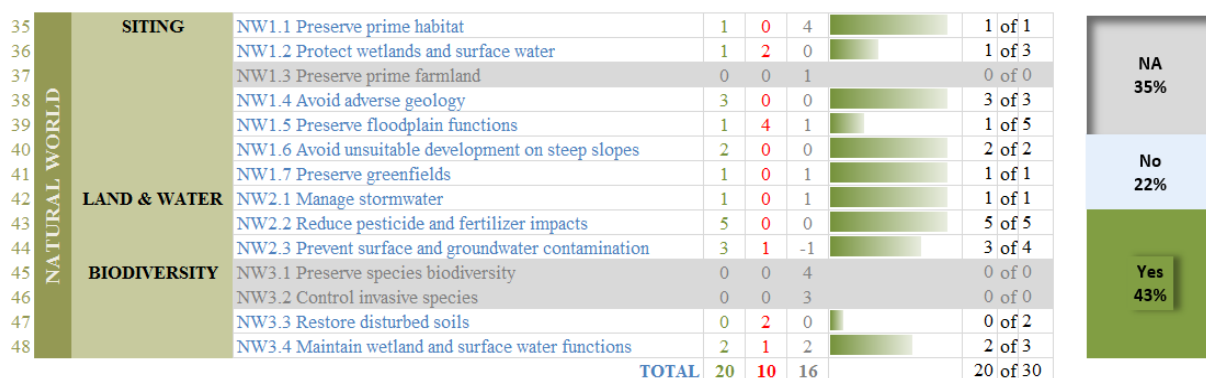 35 SITING NW1.1 Preserve prime habitat 1 0 4 1 of 1
36 NW1.2 Protect wetlands and surface water 1 2 0 1 of 3
37 NW1.3 Preserve prime farmland 0 0 1 0 of 0
38 NW1.4 Avoid adverse geology 3 0 0 3 of 3
39 NW1.5 Preserve floodplain functions 1 4 1 1 of 5
40 NW1.6 Avoid unsuitable development on steep slopes 2 0 0 2 of 2
41 NW1.7 Preserve greenfields 1 0 1 1 of 1
42 LAND & WATER NW2.1 Manage stormwater 1 0 1 1 of 1
43 NW2.2 Reduce pesticide and fertilizer impacts 5 0 0 5 of 5
44 NW2.3 Prevent surface and groundwater contamination 3 1 -1 3 of 4
45 BIODIVERSITY NW3.1 Preserve species biodiversity 0 0 4 0 of 0
46 NW3.2 Control invasive species 0 0 3 0 of 0
47 NW3.3 Restore disturbed soils 0 2 0 0 of 2
48 NW3.4 Maintain wetland and surface water functions 2 1 2 2 of 3
TOTAL 20 10 16 20 of 30
NATURAL WORLD
NA
35%
No
22%
Yes
43%